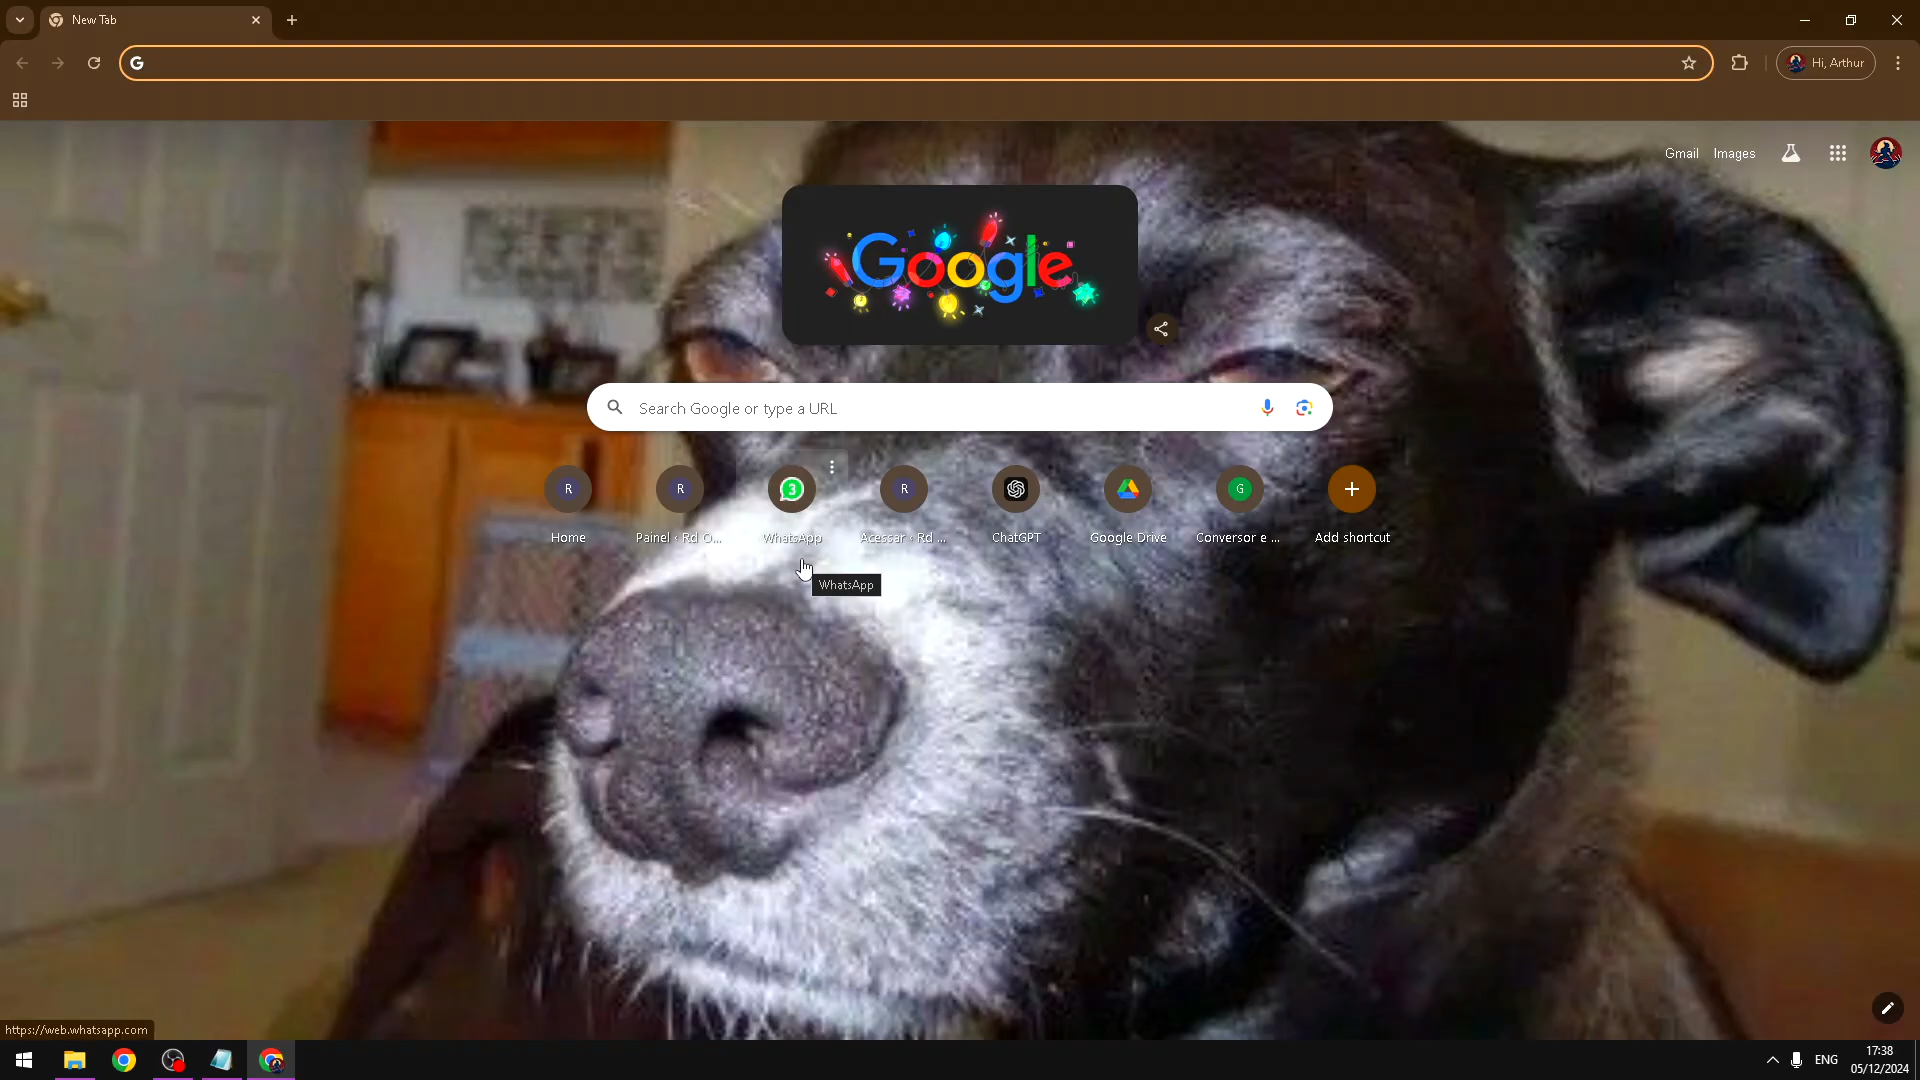 New Tab
Hi, Arthur
Gmail Images
Google
Search Google or type a URL
R R 3 R G
Home Painel ‹ Rd O... WhatsApp Acessar ‹ Rd ... ChatGPT Google Drive Conversor e ... Add shortcut
WhatsApp
https://web.whatsapp.com
ENG 17:38
05/12/2024